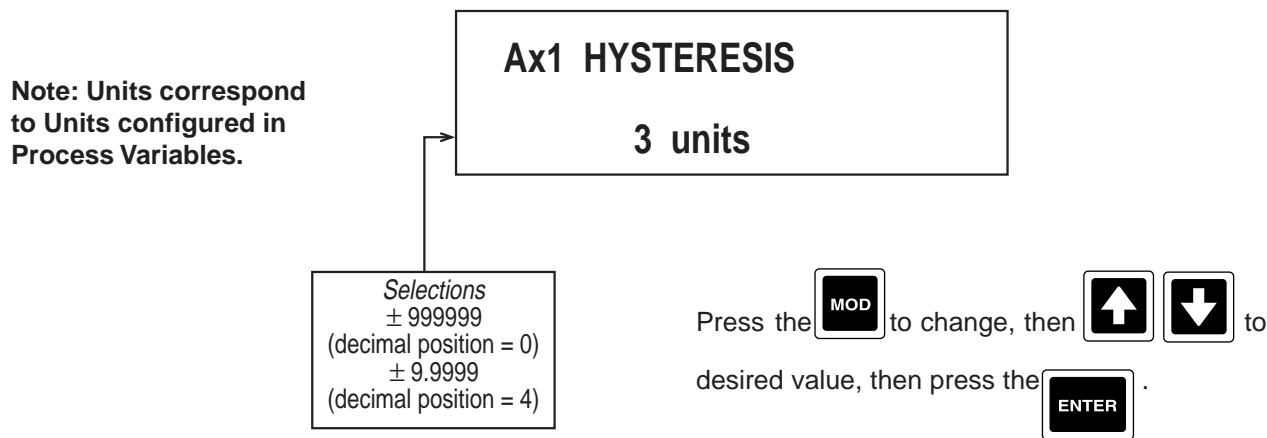 Note: Units correspond
to Units configured in
Process Variables.
Ax1 HYSTERESIS
3 units
Selections
± 999999
(decimal position = 0)
± 9.9999
(decimal position = 4)
Press the MOD to change, then to
desired value, then press the ENTER .